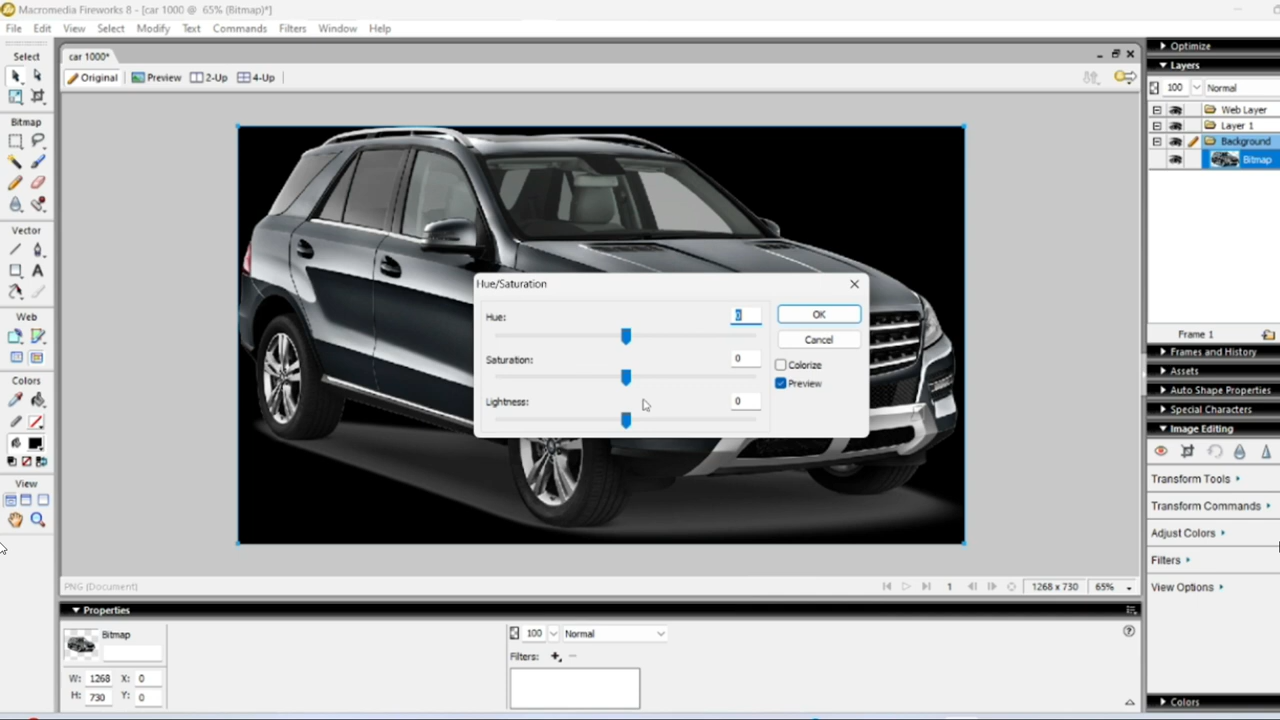 Macromedia Fireworks 8 - [car 1000 @ 65% (Bitmap)*]
File Edit View Select Modify Text Commands Filters Window Help
Select
Bitmap
Vector
Web
Colors
View
car 1000*
Original Preview 2-Up 4-Up
Hue/Saturation
Hue: 0
Saturation: 0
Lightness: 0
OK
Cancel
Colorize
Preview
PNG (Document)
1 1268 x 730 65%
Properties
Bitmap
W: 1268 X: 0
H: 730 Y: 0
100 Normal
Filters:
Optimize
Layers
100 Normal
Web Layer
Layer 1
Background
Bitmap
Frame 1
Frames and History
Assets
Auto Shape Properties
Special Characters
Image Editing
Transform Tools
Transform Commands
Adjust Colors
Filters
View Options
Colors